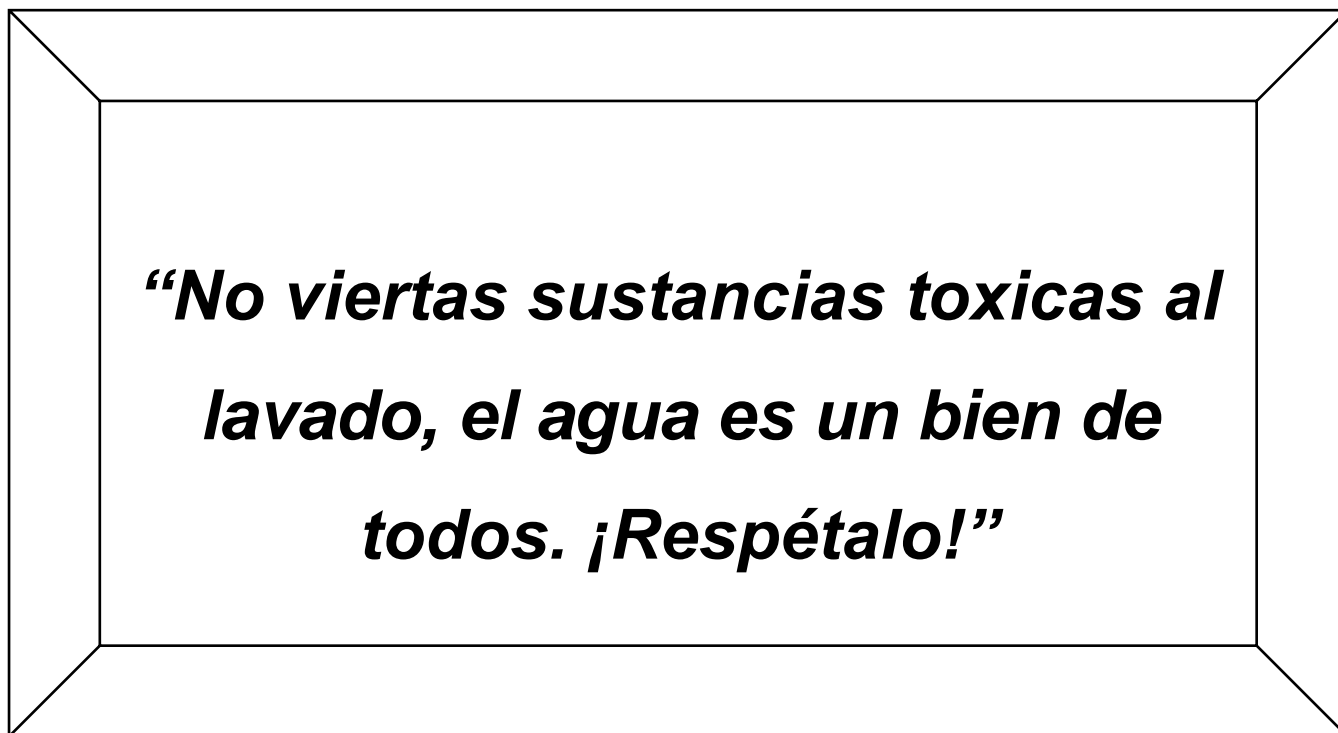 “No viertas sustancias toxicas al
lavado, el agua es un bien de
todos. ¡Respétalo!”